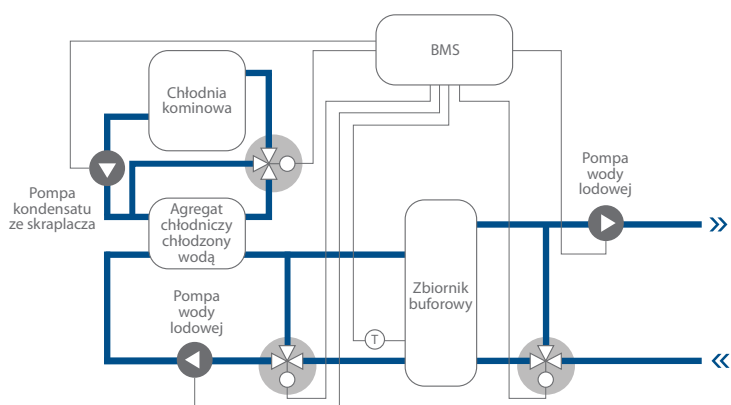 BMS
Chłodnia
kominowa
Pompa
kondensatu
ze skraplacza
Agregat
chłodniczy
chłodzony
wodą
Pompa
wody
lodowej
Zbiornik
buforowy
T
Pompa
wody
lodowej